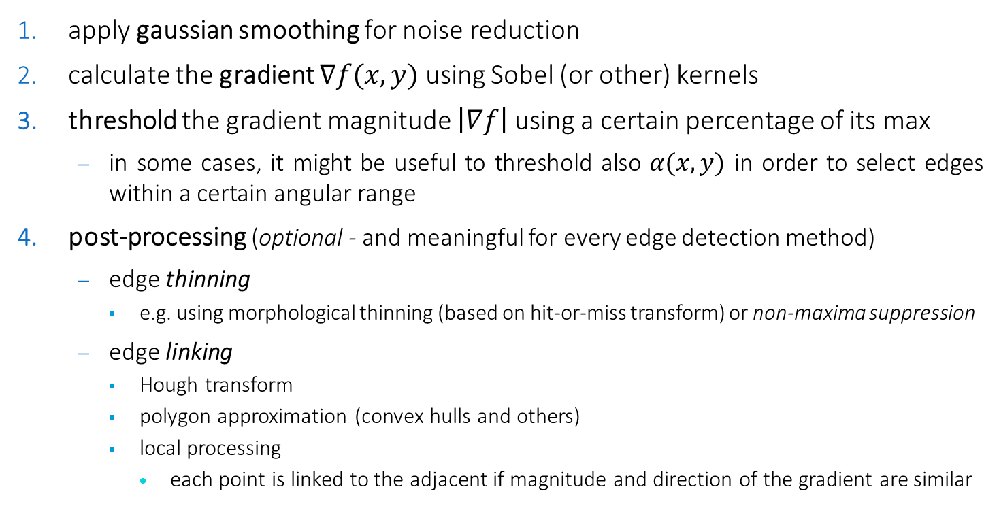 1. apply gaussian smoothing for noise reduction
2. calculate the gradient ∇f(x, y) using Sobel (or other) kernels
3. threshold the gradient magnitude |∇f| using a certain percentage of its max
– in some cases, it might be useful to threshold also α(x, y) in order to select edges
within a certain angular range
4. post-processing (optional - and meaningful for every edge detection method)
– edge thinning
▪ e.g. using morphological thinning (based on hit-or-miss transform) or non-maxima suppression
– edge linking
▪ Hough transform
▪ polygon approximation (convex hulls and others)
▪ local processing
• each point is linked to the adjacent if magnitude and direction of the gradient are similar